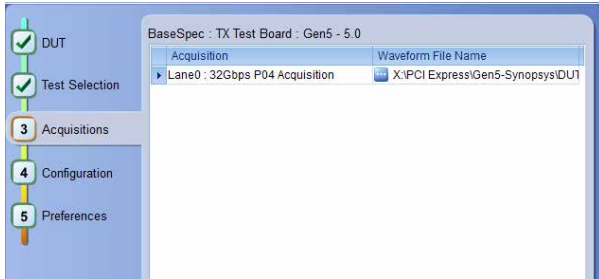 DUT
Test Selection
3 Acquisitions
4 Configuration
5 Preferences
BaseSpec : TX Test Board : Gen5 - 5.0
Acquisition Waveform File Name
Lane0 : 32Gbps P04 Acquisition ... X:\PCI Express\Gen5-Synopsys\DUT